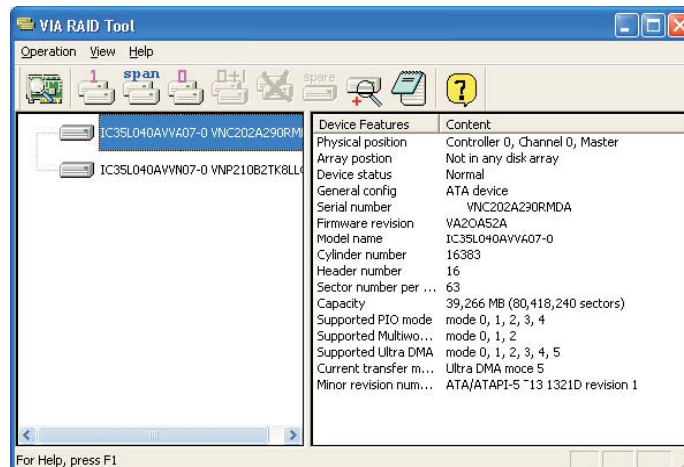 VIA RAID Tool
Operation View Help
1 span 0 0+1 spare
IC35L040AVVA07-0 VNC202A290RM
IC35L040AVVN07-0 VNP210B2TK8LL
Device Features Content
Physical position Controller 0, Channel 0, Master
Array postion Not in any disk array
Device status Normal
General config ATA device
Serial number VNC202A290RMDA
Firmware revision VA2OA52A
Model name IC35L040AVVA07-0
Cylinder number 16383
Header number 16
Sector number per ... 63
Capacity 39,266 MB (80,418,240 sectors)
Supported PIO mode mode 0, 1, 2, 3, 4
Supported Multiwo... mode 0, 1, 2
Supported Ultra DMA mode 0, 1, 2, 3, 4, 5
Current transfer m... Ultra DMA moce 5
Minor revision num... ATA/ATAPI-5 T13 1321D revision 1
For Help, press F1